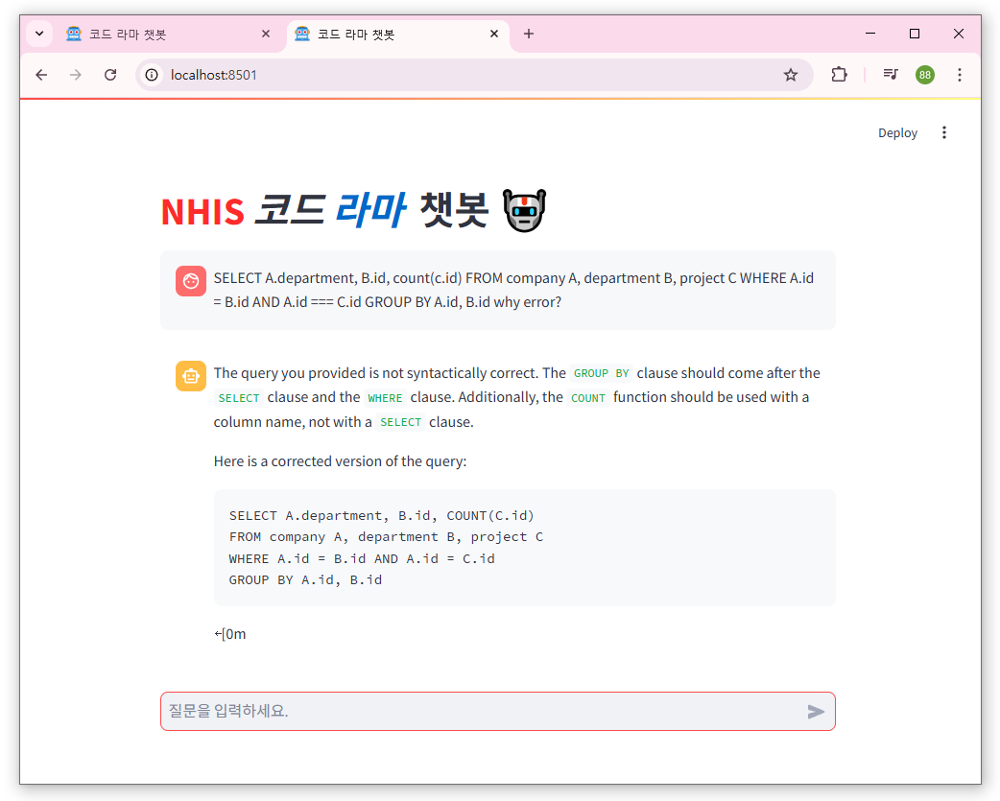 코드 라마 챗봇
코드 라마 챗봇
localhost:8501
88
Deploy
NHIS 코드 라마 챗봇
SELECT A.department, B.id, count(c.id) FROM company A, department B, project C WHERE A.id
= B.id AND A.id === C.id GROUP BY A.id, B.id why error?
The query you provided is not syntactically correct. The GROUP BY clause should come after the
SELECT clause and the WHERE clause. Additionally, the COUNT function should be used with a
column name, not with a SELECT clause.
Here is a corrected version of the query:
SELECT A.department, B.id, COUNT(C.id)
FROM company A, department B, project C
WHERE A.id = B.id AND A.id = C.id
GROUP BY A.id, B.id
←[0m
질문을 입력하세요.